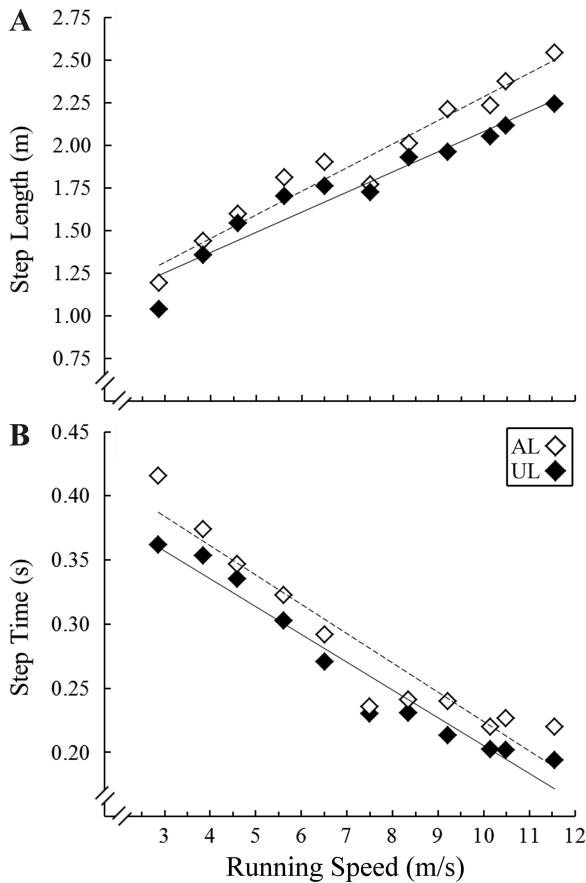 A
2.75
2.50
2.25
2.00
1.75
1.50
1.25
1.00
0.75
Step Length (m)
B
0.45
0.40
0.35
0.30
0.25
0.20
Step Time (s)
AL
UL
3 4 5 6 7 8 9 10 11 12
Running Speed (m/s)